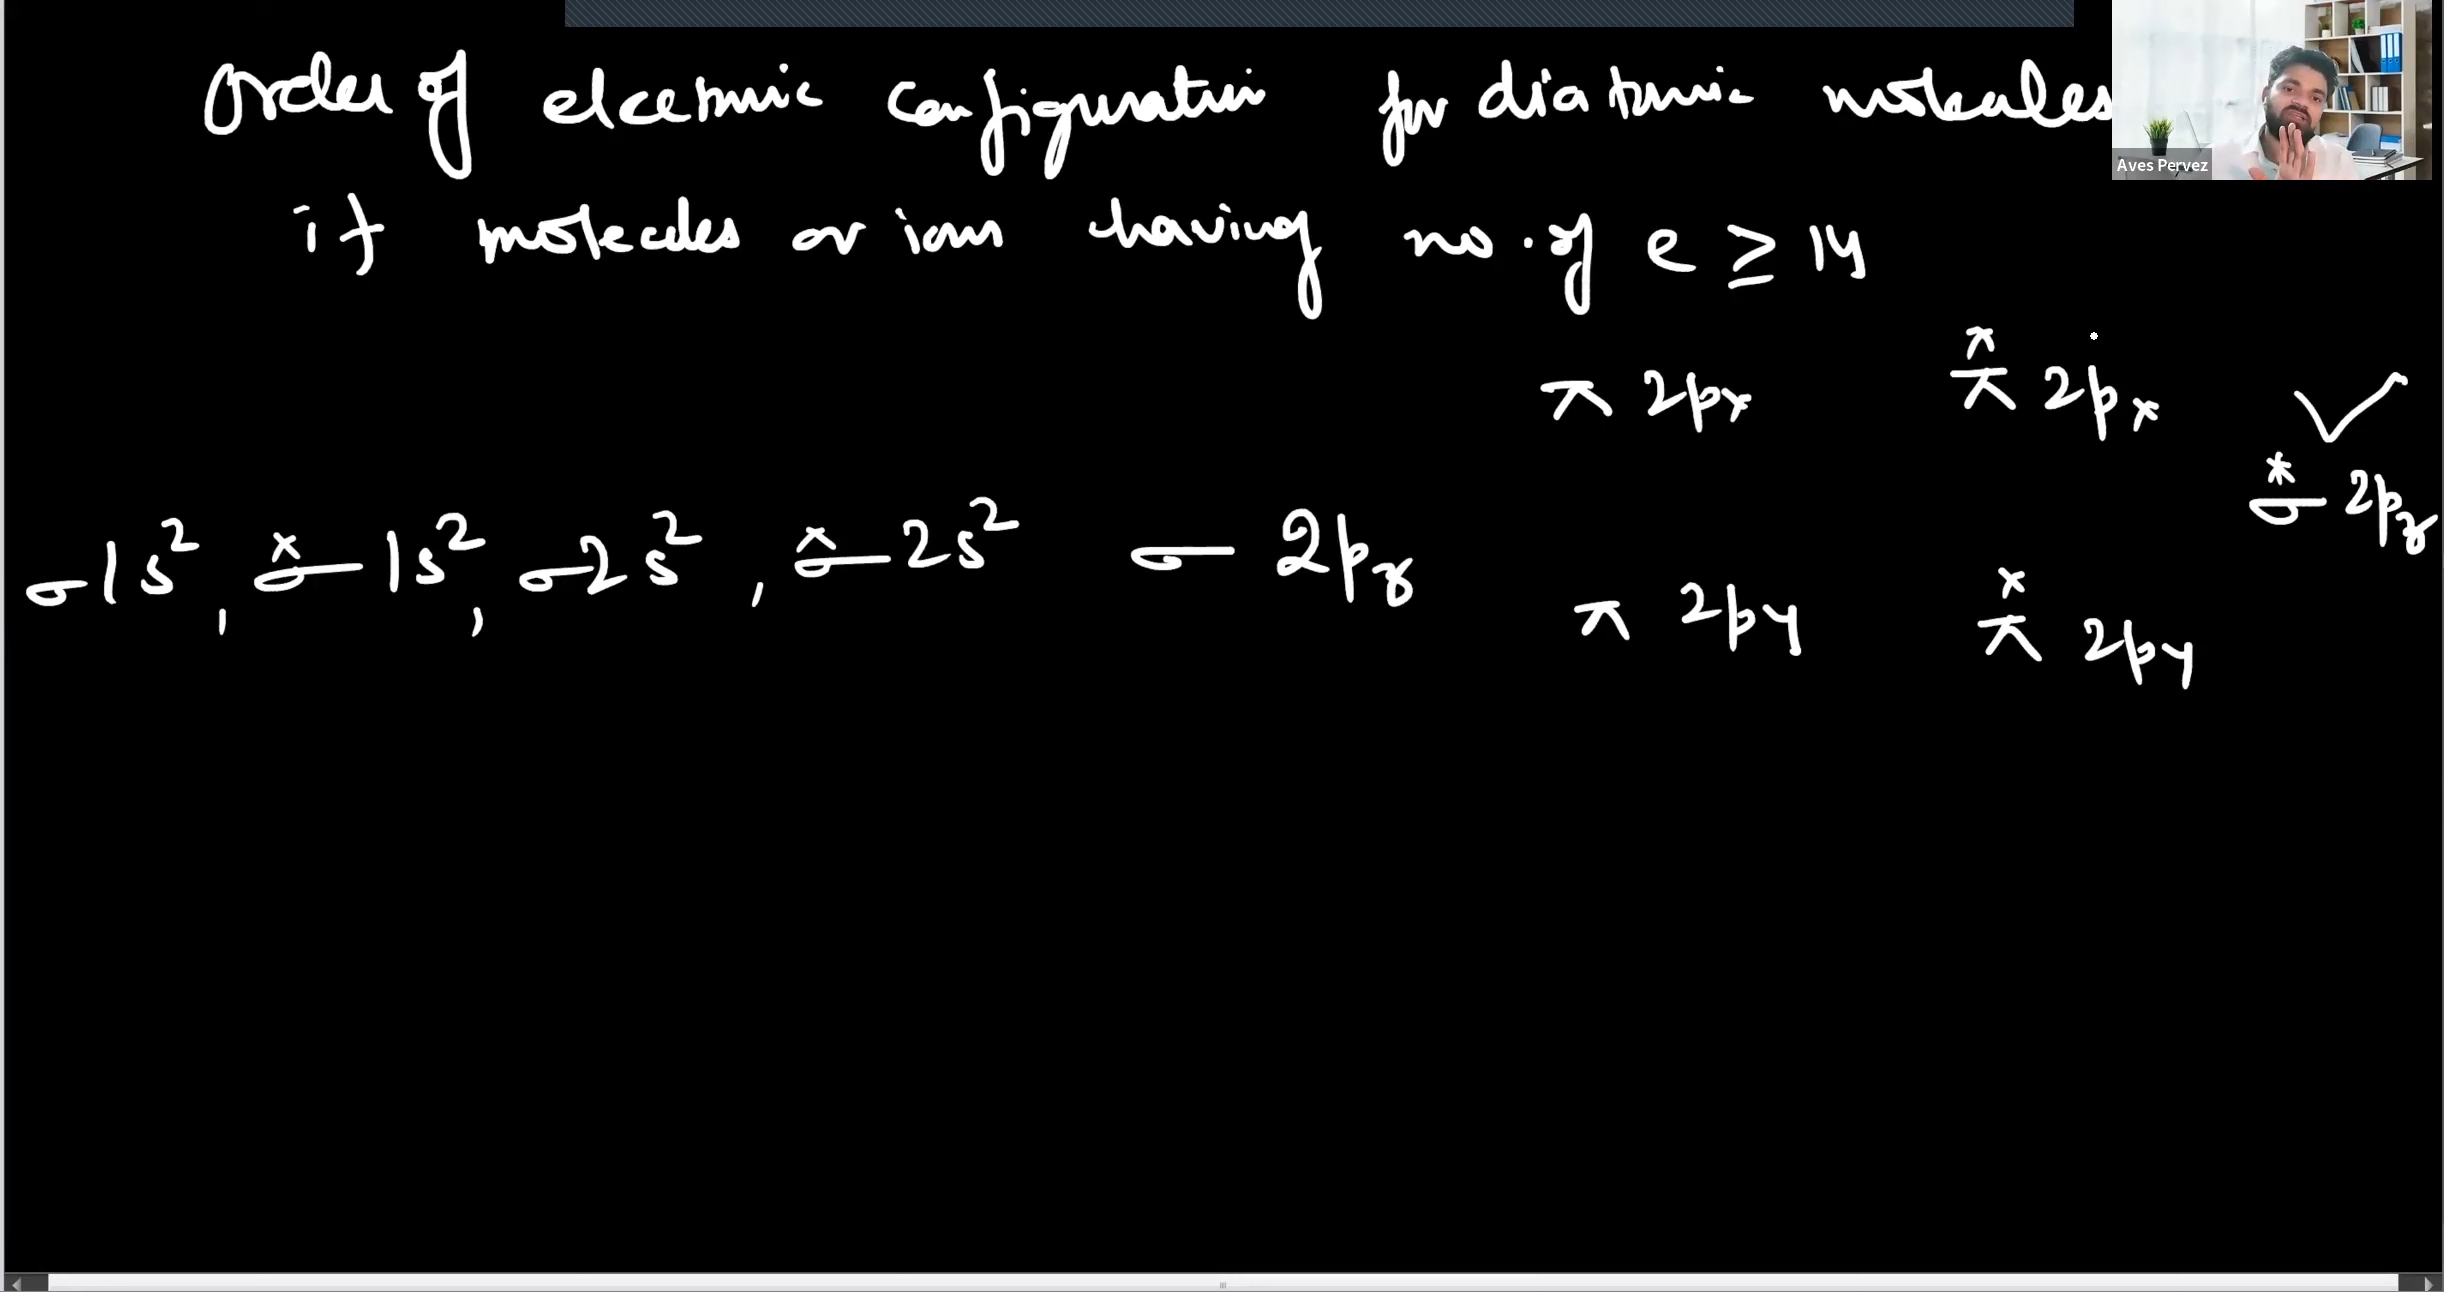 Order of elcetronic configuration for diatomic molecules
Aves Pervez
if molecules or ion having no. of e ≥ 14
π 2px π* 2px ✓
σ1s², σ*1s², σ2s², σ*2s² σ 2pz σ* 2pz
π 2py π* 2py